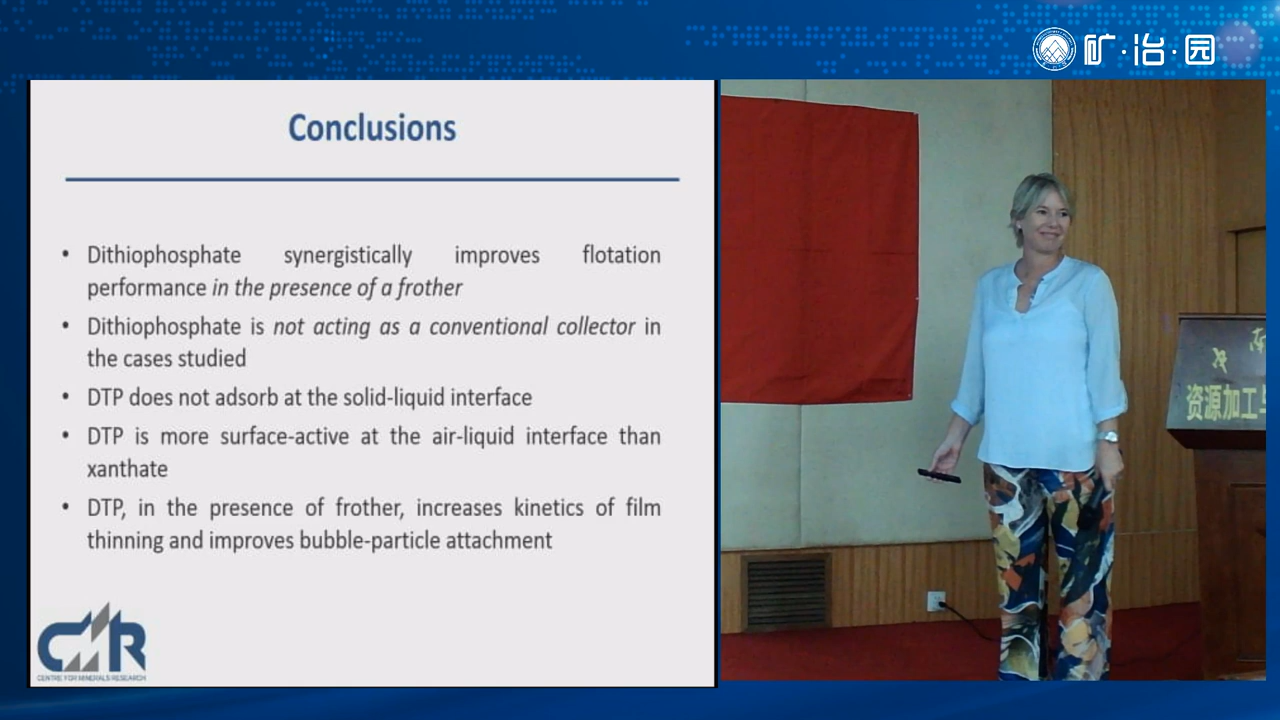 矿·冶·园
Conclusions
• Dithiophosphate synergistically improves flotation
performance in the presence of a frother
• Dithiophosphate is not acting as a conventional collector in
the cases studied
• DTP does not adsorb at the solid-liquid interface
• DTP is more surface-active at the air-liquid interface than
xanthate
• DTP, in the presence of frother, increases kinetics of film
thinning and improves bubble-particle attachment
CMR
CENTRE FOR MINERALS RESEARCH
南
资源加工与